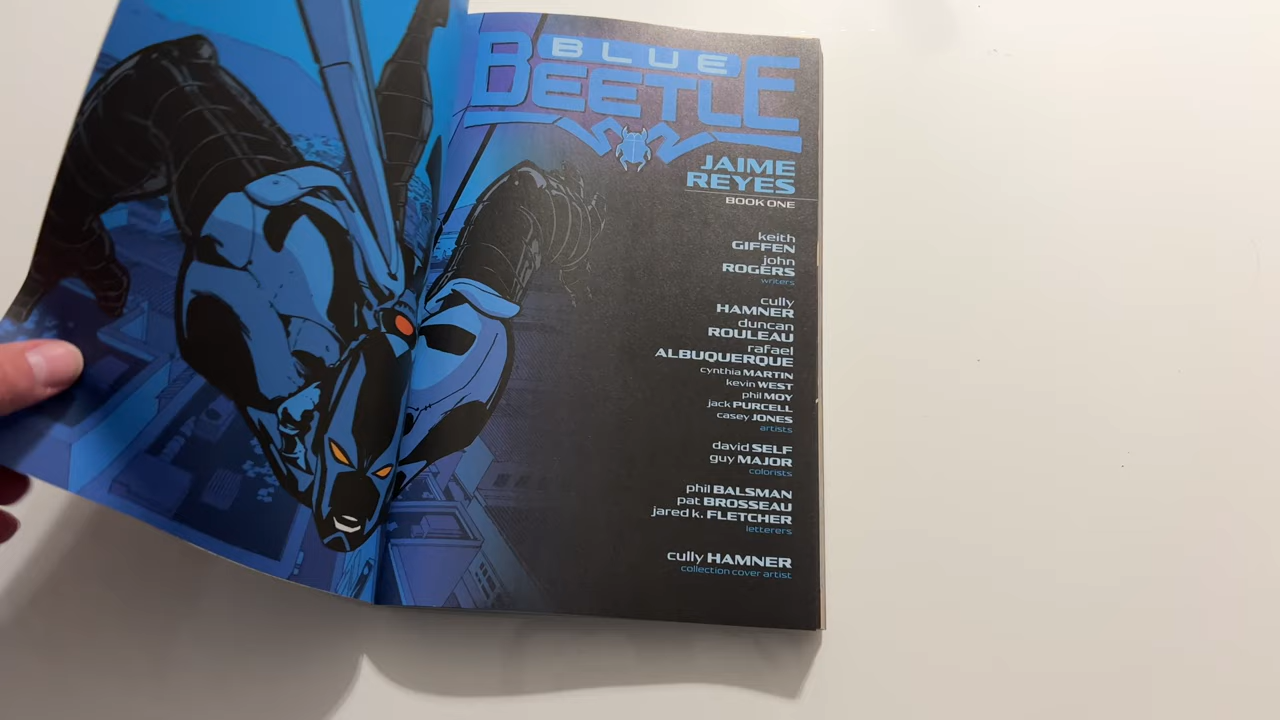 BLUE
BEETLE
JAIME
REYES
BOOK ONE
keith
GIFFEN
john
ROGERS
writers
cully
HAMNER
duncan
ROULEAU
rafael
ALBUQUERQUE
cynthia MARTIN
kevin WEST
phil MOY
jack PURCELL
casey JONES
artists
david SELF
guy MAJOR
colorists
phil BALSMAN
pat BROSSEAU
jared k. FLETCHER
letterers
cully HAMNER
collection cover artist